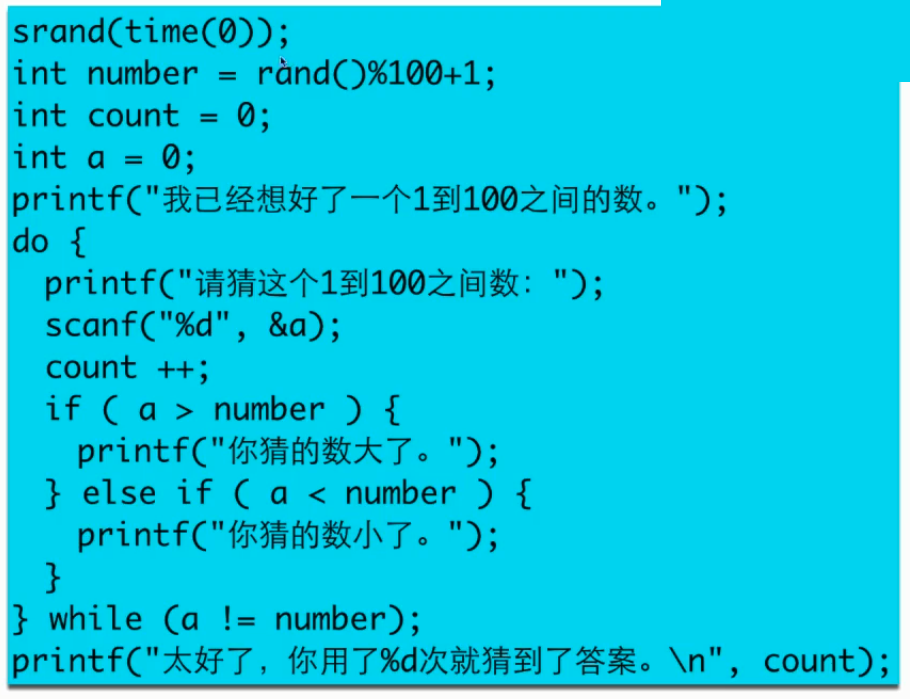 srand(time(0));
int number = rand()%100+1;
int count = 0;
int a = 0;
printf("我已经想好了一个1到100之间的数。");
do {
  printf("请猜这个1到100之间数：");
  scanf("%d", &a);
  count ++;
  if ( a > number ) {
    printf("你猜的数大了。");
  } else if ( a < number ) {
    printf("你猜的数小了。");
  }
} while (a != number);
printf("太好了，你用了%d次就猜到了答案。\n", count);